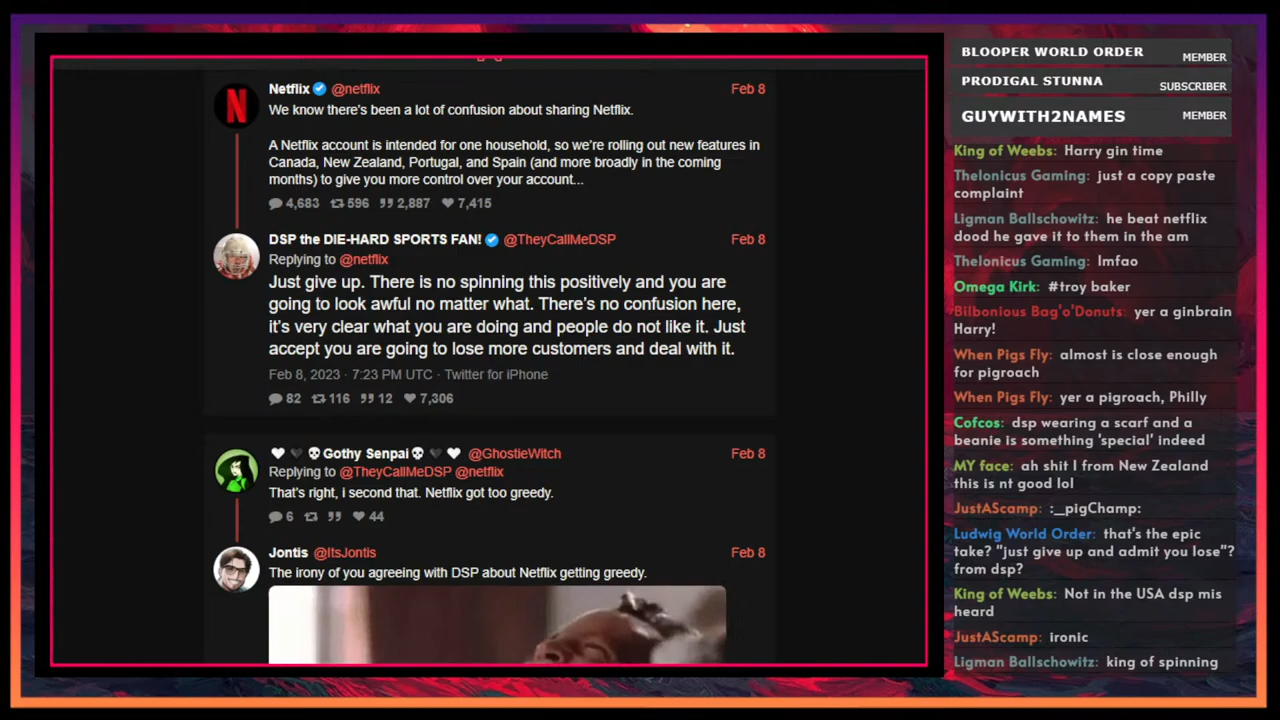 Netflix @netflix Feb 8
We know there's been a lot of confusion about sharing Netflix.
A Netflix account is intended for one household, so we're rolling out new features in
Canada, New Zealand, Portugal, and Spain (and more broadly in the coming
months) to give you more control over your account...
4,683 596 2,887 7,415
DSP the DIE-HARD SPORTS FAN! @TheyCallMeDSP Feb 8
Replying to @netflix
Just give up. There is no spinning this positively and you are
going to look awful no matter what. There's no confusion here,
it's very clear what you are doing and people do not like it. Just
accept you are going to lose more customers and deal with it.
Feb 8, 2023 · 7:23 PM UTC · Twitter for iPhone
82 116 12 7,306
Gothy Senpai @GhostieWitch Feb 8
Replying to @TheyCallMeDSP @netflix
That's right, i second that. Netflix got too greedy.
6 44
Jontis @ItsJontis Feb 8
The irony of you agreeing with DSP about Netflix getting greedy.
BLOOPER WORLD ORDER MEMBER
PRODIGAL STUNNA SUBSCRIBER
GUYWITH2NAMES MEMBER
King of Weebs: Harry gin time
Thelonicus Gaming: just a copy paste
complaint
Ligman Ballschowitz: he beat netflix
dood he gave it to them in the am
Thelonicus Gaming: lmfao
Omega Kirk: #troy baker
Bilbonious Bag'o'Donuts: yer a ginbrain
Harry!
When Pigs Fly: almost is close enough
for pigroach
When Pigs Fly: yer a pigroach, Philly
Cofcos: dsp wearing a scarf and a
beanie is something 'special' indeed
MY face: ah shit I from New Zealand
this is nt good lol
JustAScamp: :_pigChamp:
Ludwig World Order: that's the epic
take? "just give up and admit you lose"?
from dsp?
King of Weebs: Not in the USA dsp mis
heard
JustAScamp: ironic
Ligman Ballschowitz: king of spinning